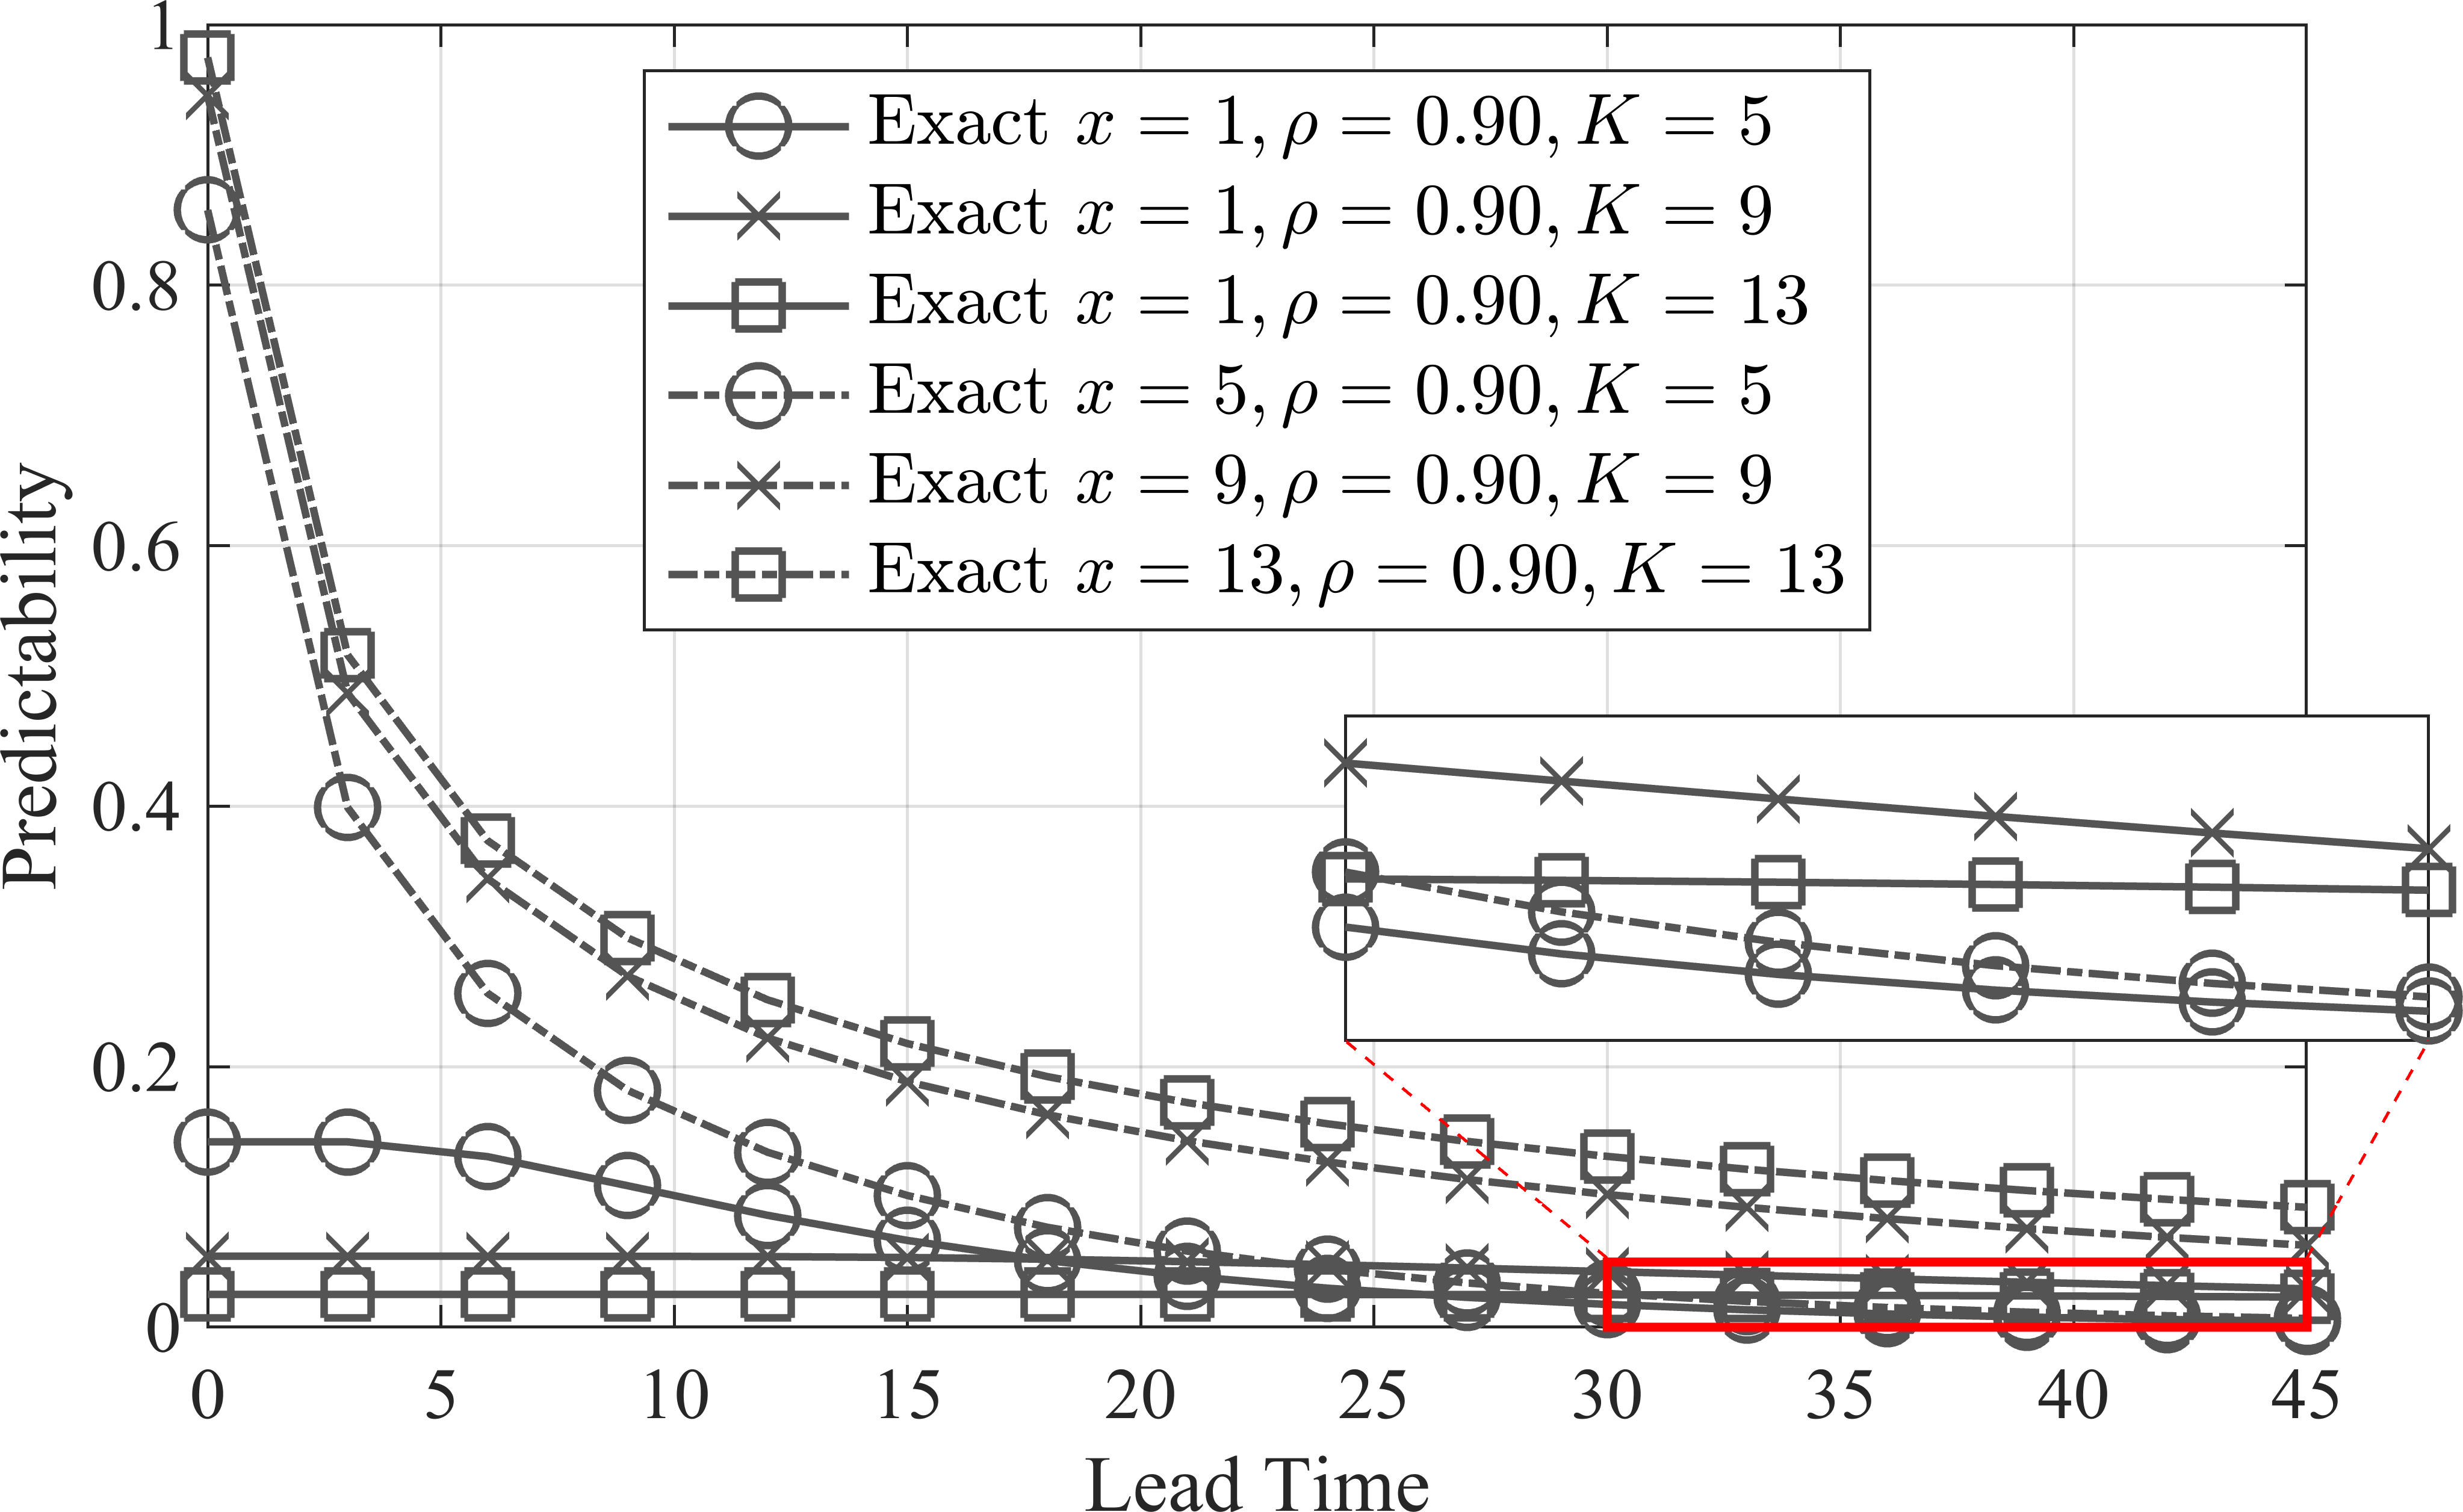 1
0.8
0.6
0.4
0.2
0
Predictability
Exact x = 1, ρ = 0.90, K = 5
Exact x = 1, ρ = 0.90, K = 9
Exact x = 1, ρ = 0.90, K = 13
Exact x = 5, ρ = 0.90, K = 5
Exact x = 9, ρ = 0.90, K = 9
Exact x = 13, ρ = 0.90, K = 13
0 5 10 15 20 25 30 35 40 45
Lead Time